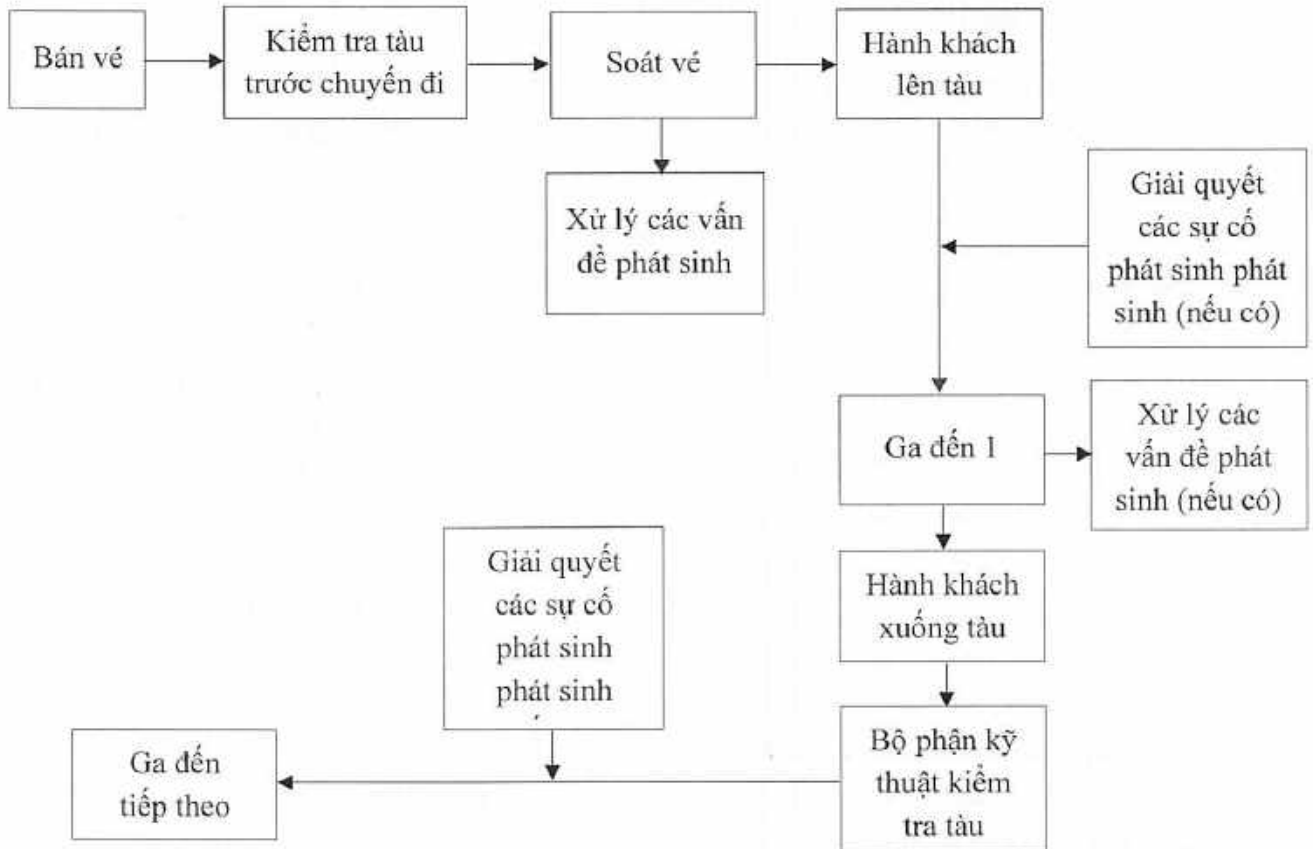 Bán vé
Kiểm tra tàu
trước chuyến đi
Soát vé
Hành khách
lên tàu
Xử lý các vấn
đề phát sinh
Giải quyết
các sự cố
phát sinh phát
sinh (nếu có)
Ga đến 1
Xử lý các
vấn đề phát
sinh (nếu có)
Hành khách
xuống tàu
Giải quyết
các sự cố
phát sinh
phát sinh
Bộ phận kỹ
thuật kiểm
tra tàu
Ga đến
tiếp theo